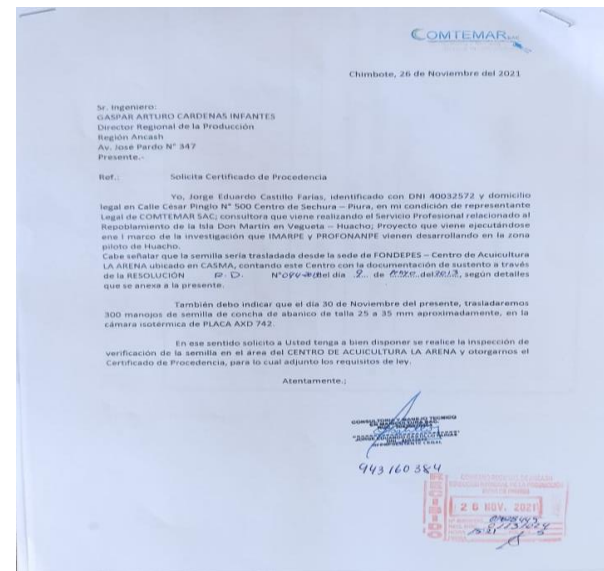 COMTEMAR SAC
Chimbote, 26 de Noviembre del 2021
Sr. Ingeniero:
GASPAR ARTURO CARDENAS INFANTES
Director Regional de la Producción
Región Ancash
Av. José Pardo N° 347
Presente.-
Ref.: Solicita Certificado de Procedencia
Yo, Jorge Eduardo Castillo Farías, identificado con DNI 40032572 y domicilio
legal en Calle César Pinglo N° 500 Centro de Sechura – Piura, en mi condición de representante
Legal de COMTEMAR SAC; consultora que viene realizando el Servicio Profesional relacionado al
Repoblamiento de la Isla Don Martín en Vegueta – Huacho; Proyecto que viene ejecutándose
ene l marco de la investigación que IMARPE y PROFONANPE vienen desarrollando en la zona
piloto de Huacho.
Cabe señalar que la semilla sería trasladada desde la sede de FONDEPES – Centro de Acuicultura
LA ARENA ubicado en CASMA, contando este Centro con la documentación de sustento a través
de la RESOLUCIÓN R. D. N° del día 9 de del 2013, según detalles
que se anexa a la presente.
También debo indicar que el día 30 de Noviembre del presente, trasladaremos
300 manojos de semilla de concha de abanico de talla 25 a 35 mm aproximadamente, en la
cámara isotérmica de PLACA AXD 742.
En ese sentido solicito a Usted tenga a bien disponer se realice la inspección de
verificación de la semilla en el área del CENTRO DE ACUICULTURA LA ARENA y otorgarnos el
Certificado de Procedencia, para lo cual adjunto los requisitos de ley.
Atentamente.;
943160384
RECIBIDO
26 NOV. 2021